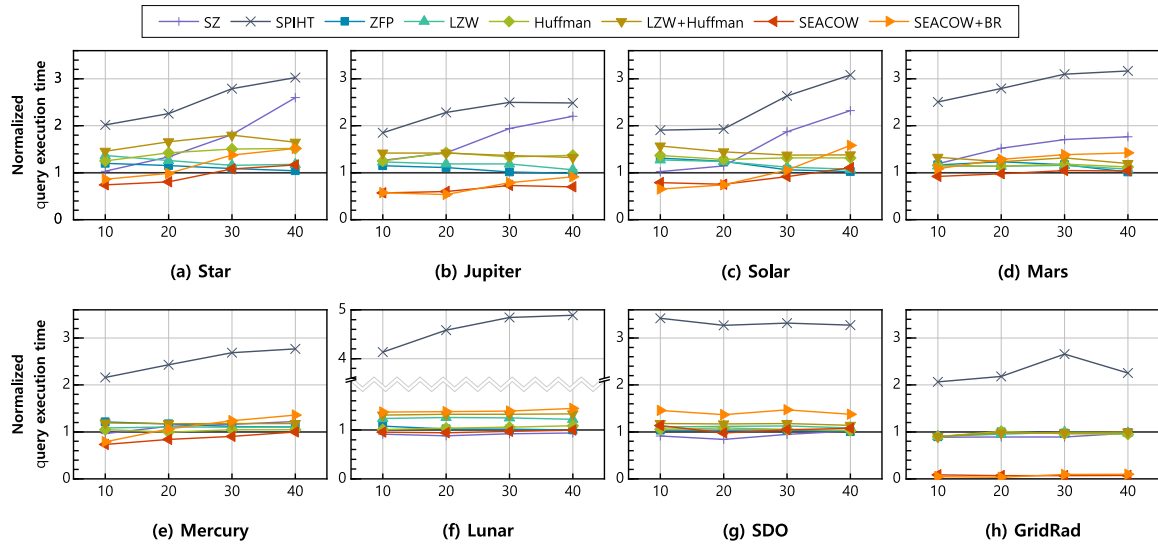 SZ SPIHT ZFP LZW Huffman LZW+Huffman SEACOW SEACOW+BR
Normalized
query execution time
3
2
1
0
10 20 30 40
(a) Star
3
2
1
0
10 20 30 40
(b) Jupiter
3
2
1
0
10 20 30 40
(c) Solar
3
2
1
0
10 20 30 40
(d) Mars
Normalized
query execution time
3
2
1
0
10 20 30 40
(e) Mercury
5
4
1
0
10 20 30 40
(f) Lunar
3
2
1
0
10 20 30 40
(g) SDO
3
2
1
0
10 20 30 40
(h) GridRad